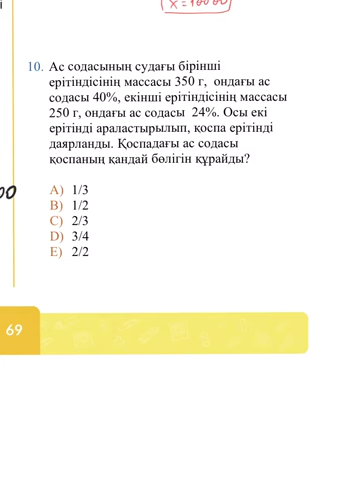 x = 10000
10. Ас содасының судағы бірінші
ерітіндісінің массасы 350 г, ондағы ас
содасы 40%, екінші ерітіндісінің массасы
250 г, ондағы ас содасы 24%. Осы екі
ерітінді араластырылып, қоспа ерітінді
даярланды. Қоспадағы ас содасы
қоспаның қандай бөлігін құрайды?
A) 1/3
B) 1/2
C) 2/3
D) 3/4
E) 2/2
69